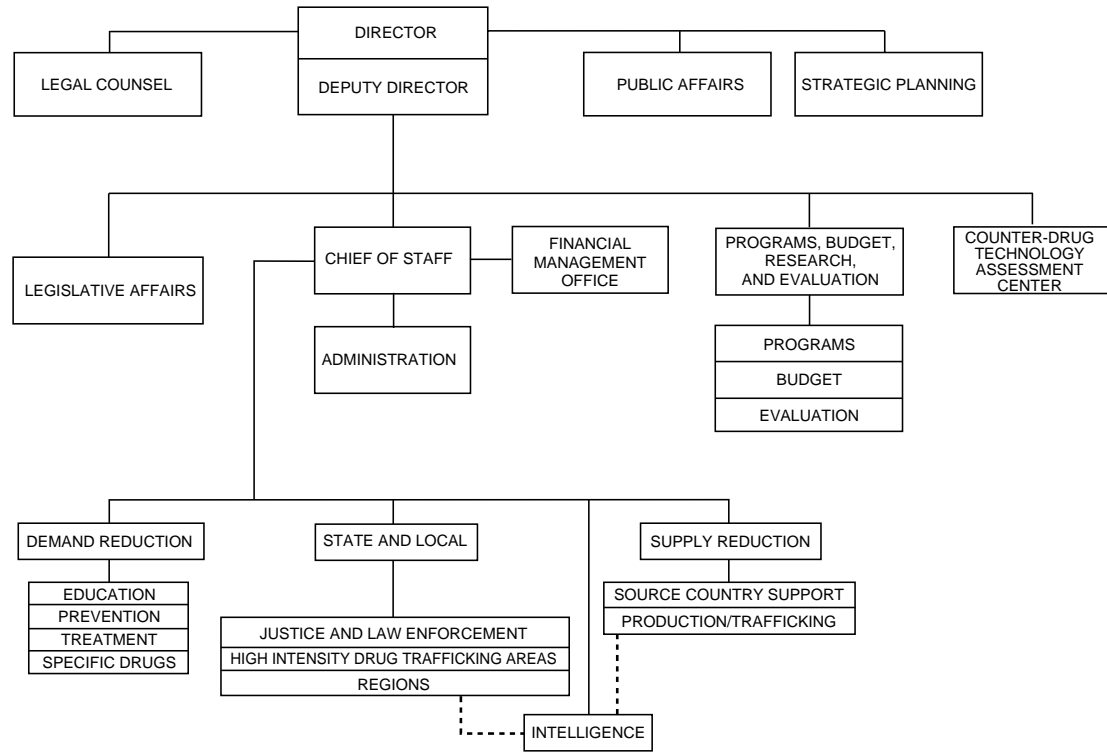 DIRECTOR
DEPUTY DIRECTOR
LEGAL COUNSEL
PUBLIC AFFAIRS
STRATEGIC PLANNING
LEGISLATIVE AFFAIRS
CHIEF OF STAFF
FINANCIAL
MANAGEMENT
OFFICE
PROGRAMS, BUDGET,
RESEARCH,
AND EVALUATION
COUNTER-DRUG
TECHNOLOGY
ASSESSMENT
CENTER
ADMINISTRATION
PROGRAMS
BUDGET
EVALUATION
DEMAND REDUCTION
EDUCATION
PREVENTION
TREATMENT
SPECIFIC DRUGS
STATE AND LOCAL
JUSTICE AND LAW ENFORCEMENT
HIGH INTENSITY DRUG TRAFFICKING AREAS
REGIONS
SUPPLY REDUCTION
SOURCE COUNTRY SUPPORT
PRODUCTION/TRAFFICKING
INTELLIGENCE